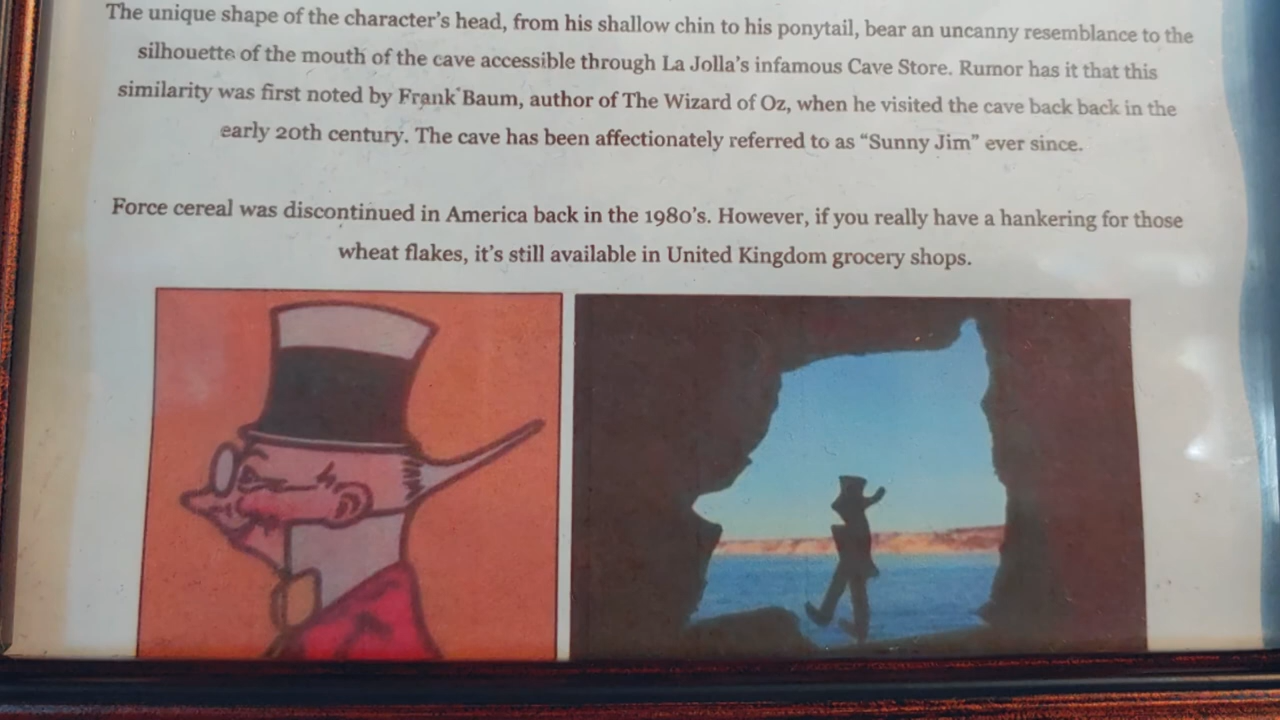 The unique shape of the character's head, from his shallow chin to his ponytail, bear an uncanny resemblance to the
silhouette of the mouth of the cave accessible through La Jolla's infamous Cave Store. Rumor has it that this
similarity was first noted by Frank Baum, author of The Wizard of Oz, when he visited the cave back back in the
early 20th century. The cave has been affectionately referred to as “Sunny Jim” ever since.
Force cereal was discontinued in America back in the 1980's. However, if you really have a hankering for those
wheat flakes, it's still available in United Kingdom grocery shops.